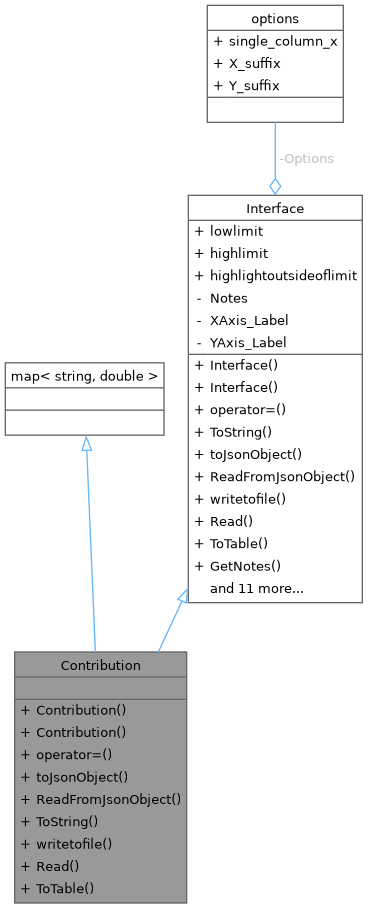 options
+ single_column_x
+ X_suffix
+ Y_suffix
-Options
Interface
+ lowlimit
+ highlimit
+ highlightoutsideoflimit
- Notes
- XAxis_Label
- YAxis_Label
+ Interface()
+ Interface()
+ operator=()
+ ToString()
+ toJsonObject()
+ ReadFromJsonObject()
+ writetofile()
+ Read()
+ ToTable()
+ GetNotes()
and 11 more...
map< string, double >
Contribution
+ Contribution()
+ Contribution()
+ operator=()
+ toJsonObject()
+ ReadFromJsonObject()
+ ToString()
+ writetofile()
+ Read()
+ ToTable()